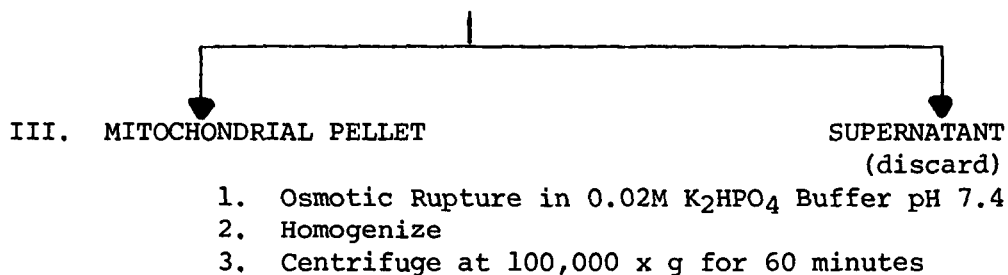 III. MITOCHONDRIAL PELLET SUPERNATANT
(discard)
1. Osmotic Rupture in 0.02M K₂HPO₄ Buffer pH 7.4
2. Homogenize
3. Centrifuge at 100,000 x g for 60 minutes